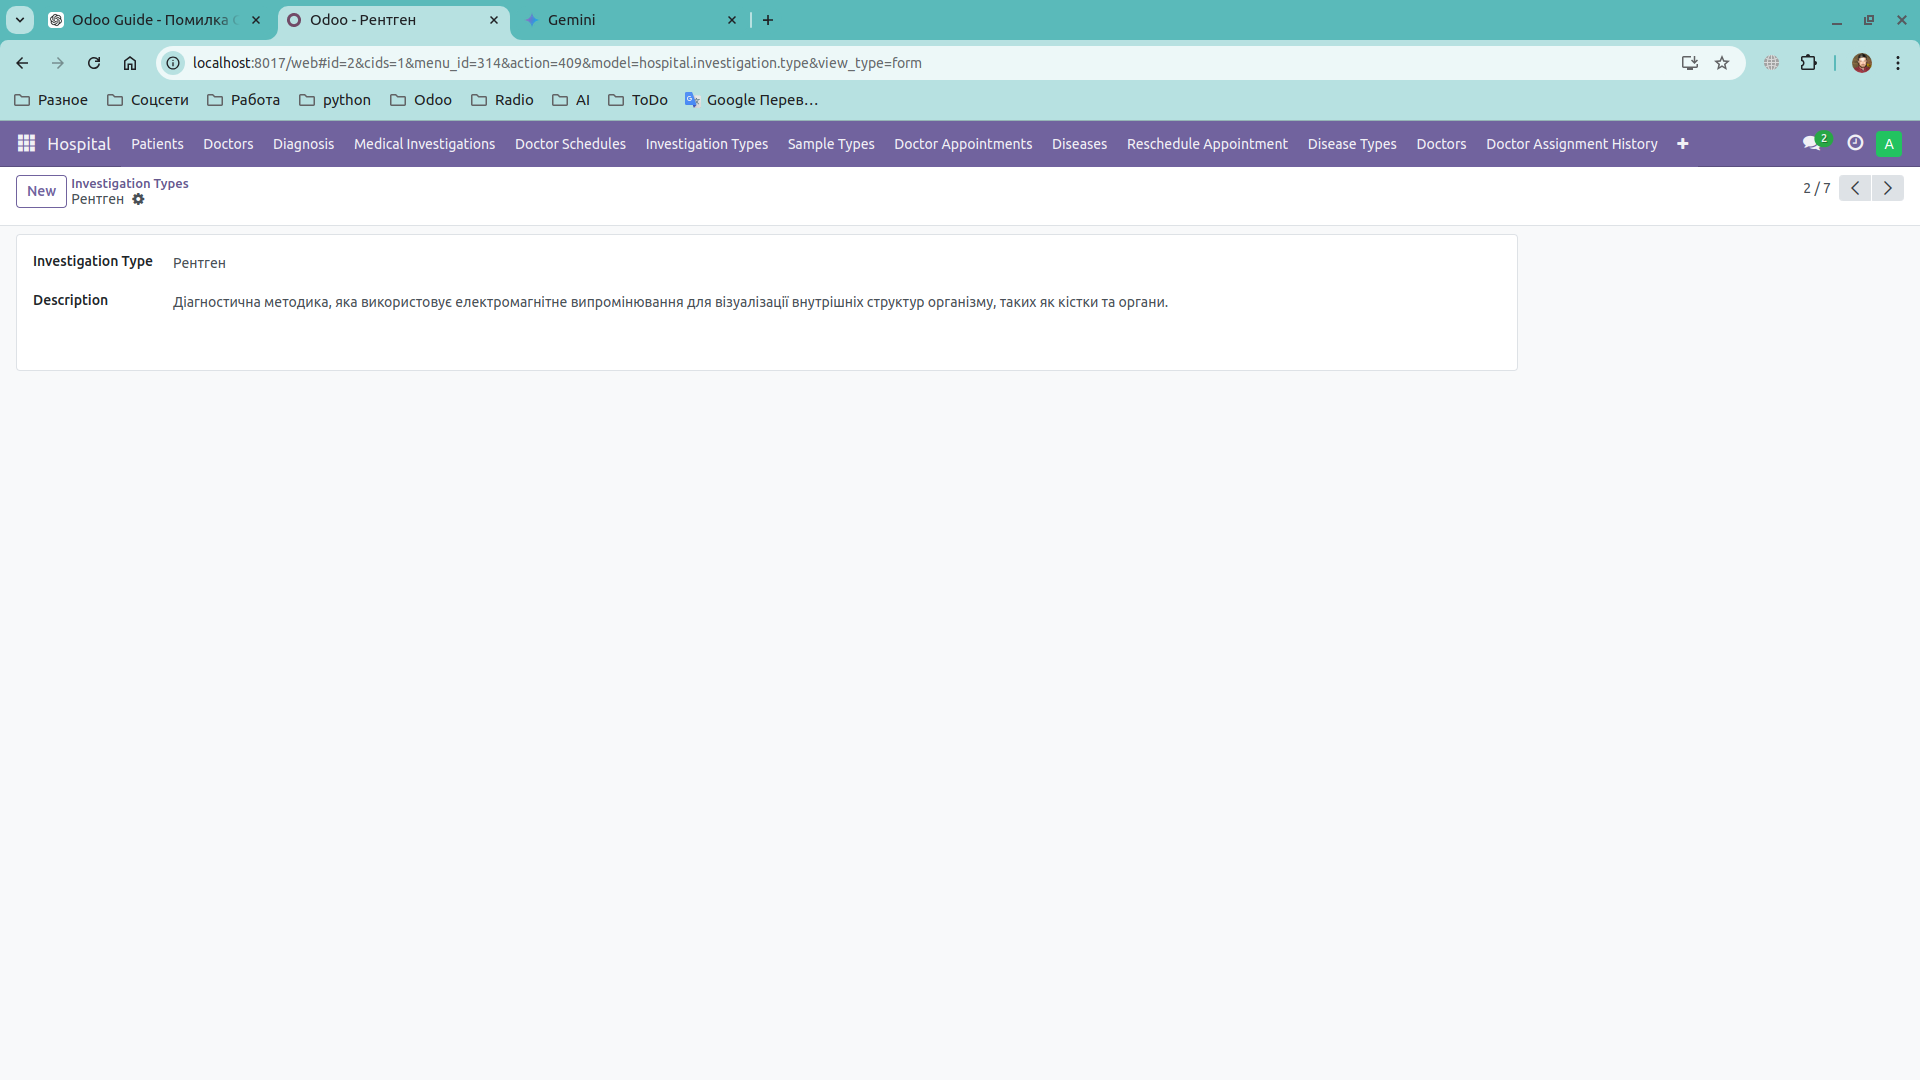 Odoo Guide - Помилка
Odoo - Рентген
Gemini
localhost:8017/web#id=2&cids=1&menu_id=314&action=409&model=hospital.investigation.type&view_type=form
Разное Соцсети Работа python Odoo Radio AI ToDo Google Перев…
Hospital Patients Doctors Diagnosis Medical Investigations Doctor Schedules Investigation Types Sample Types Doctor Appointments Diseases Reschedule Appointment Disease Types Doctors Doctor Assignment History 2 A
New Investigation Types 2 / 7
Рентген
Investigation Type Рентген
Description Діагностична методика, яка використовує електромагнітне випромінювання для візуалізації внутрішніх структур організму, таких як кістки та органи.